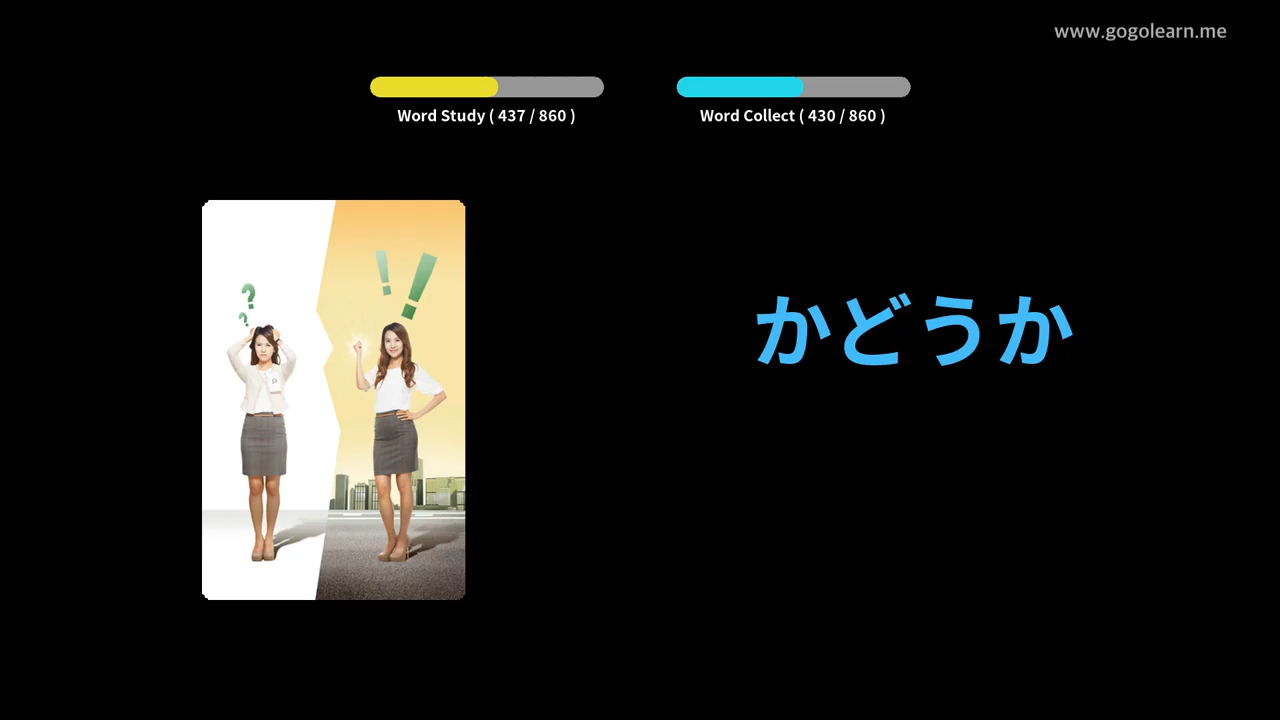 www.gogolearn.me
Word Study ( 437 / 860 )
Word Collect ( 430 / 860 )
? ! !
?
かどうか